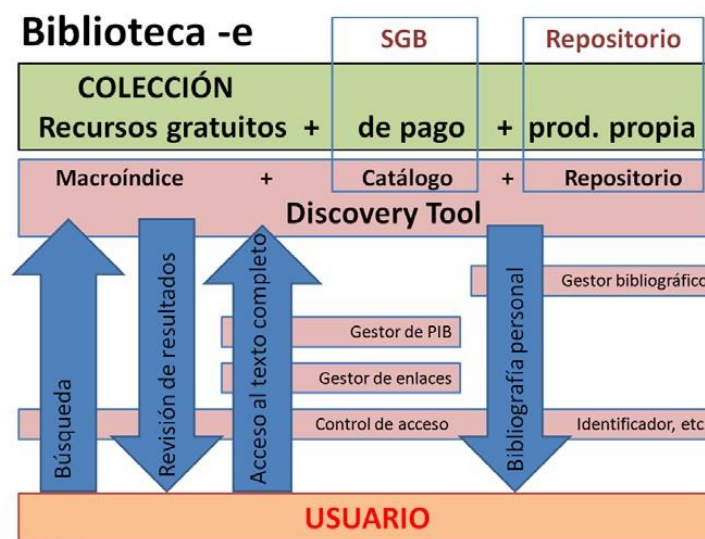 Biblioteca -e
SGB
Repositorio
COLECCIÓN
Recursos gratuitos + de pago + prod. propia
Macroíndice + Catálogo + Repositorio
Discovery Tool
Búsqueda
Revisión de resultados
Acceso al texto completo
Bibliografía personal
Gestor bibliográfico
Gestor de PIB
Gestor de enlaces
Control de acceso
Identificador, etc
USUARIO